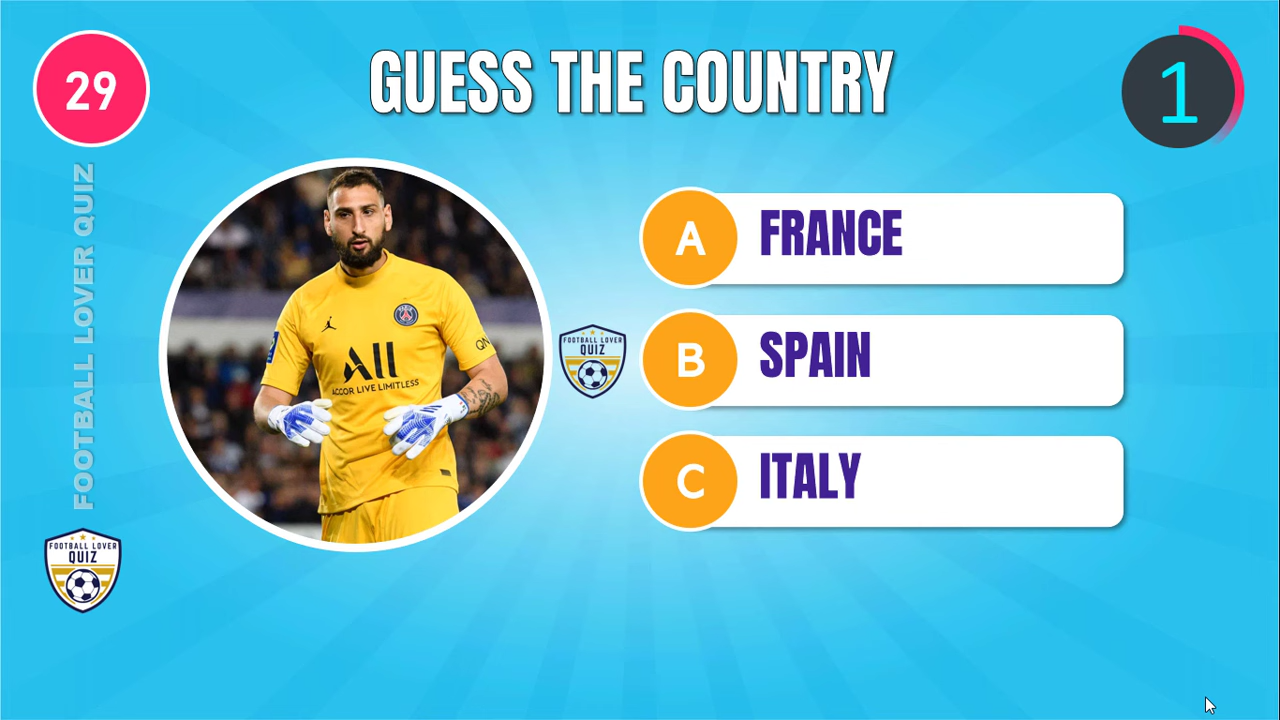 29
GUESS THE COUNTRY
1
FOOTBALL LOVER QUIZ
A
FRANCE
ALL
ACCOR LIVE LIMITLESS
QN
FOOTBALL LOVER
QUIZ
B
SPAIN
C
ITALY
FOOTBALL LOVER
QUIZ